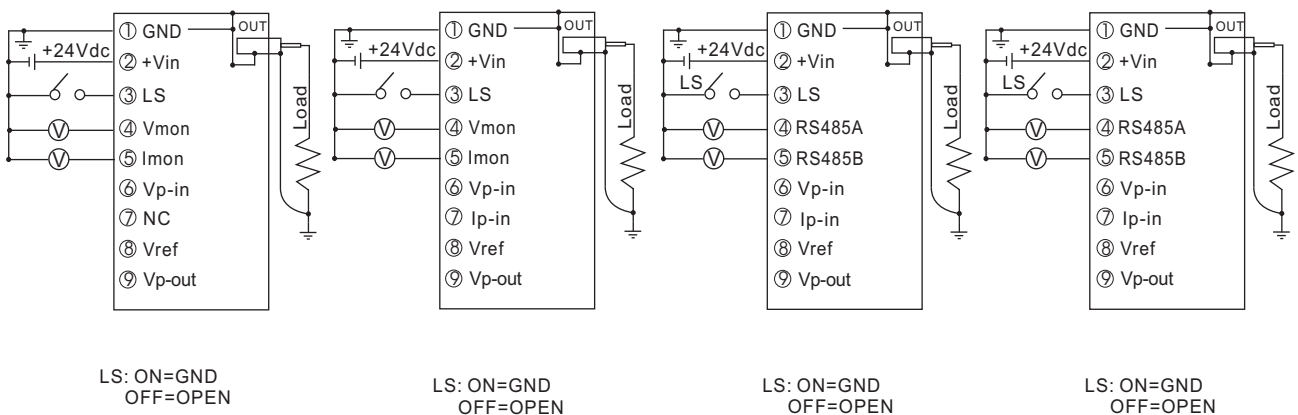 ① GND
OUT
+24Vdc
② +Vin
③ LS
④ Vmon
V
⑤ Imon
V
⑥ Vp-in
⑦ NC
⑧ Vref
⑨ Vp-out
Load
LS: ON=GND
OFF=OPEN
① GND
OUT
+24Vdc
② +Vin
③ LS
④ Vmon
V
⑤ Imon
V
⑥ Vp-in
⑦ Ip-in
⑧ Vref
⑨ Vp-out
Load
LS: ON=GND
OFF=OPEN
① GND
OUT
+24Vdc
② +Vin
LS
③ LS
④ RS485A
V
⑤ RS485B
V
⑥ Vp-in
⑦ Ip-in
⑧ Vref
⑨ Vp-out
Load
LS: ON=GND
OFF=OPEN
① GND
OUT
+24Vdc
② +Vin
LS
③ LS
④ RS485A
V
⑤ RS485B
V
⑥ Vp-in
⑦ Ip-in
⑧ Vref
⑨ Vp-out
Load
LS: ON=GND
OFF=OPEN